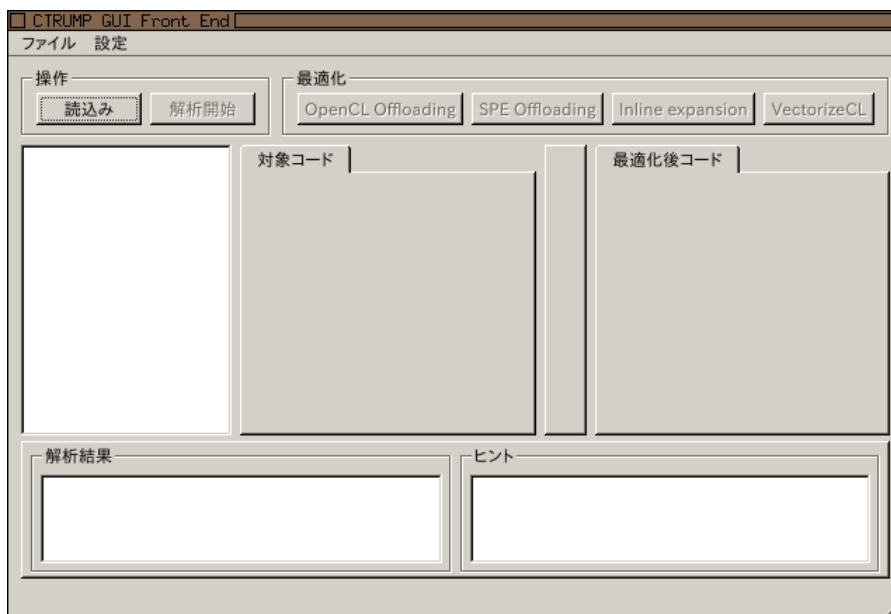 CTRUMP GUI Front End
ファイル 設定
操作 最適化
読込み 解析開始 OpenCL Offloading SPE Offloading Inline expansion VectorizeCL
対象コード 最適化後コード
解析結果 ヒント